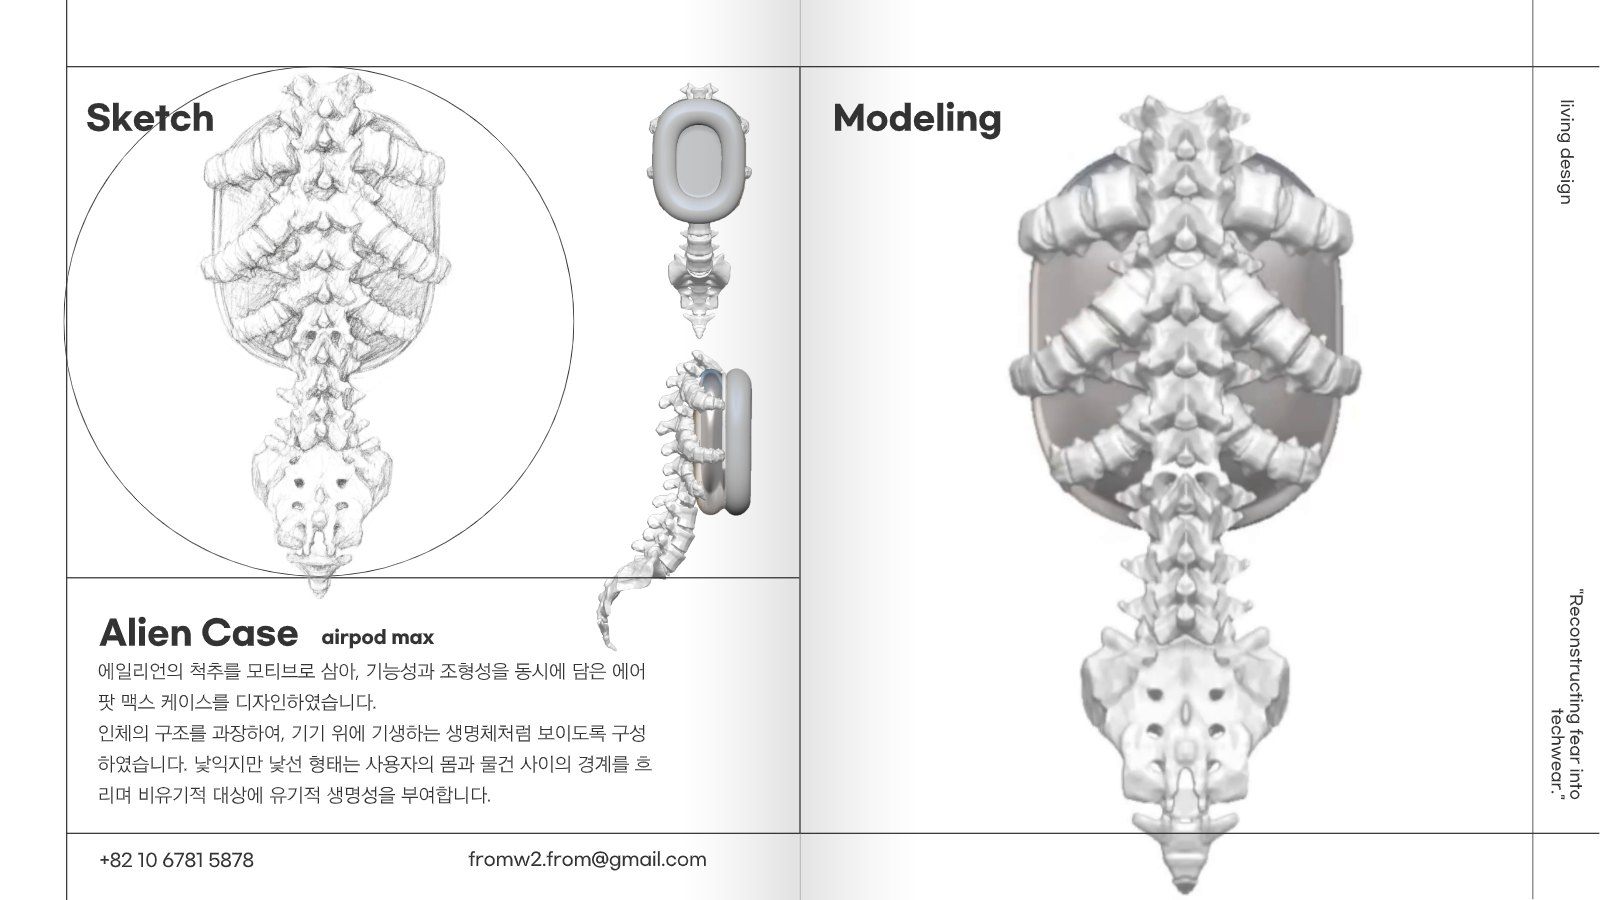 Sketch
Alien Case airpod max
에일리언의 척추를 모티브로 삼아, 기능성과 조형성을 동시에 담은 에어
팟 맥스 케이스를 디자인하였습니다.
인체의 구조를 과장하여, 기기 위에 기생하는 생명체처럼 보이도록 구성
하였습니다. 낯익지만 낯선 형태는 사용자의 몸과 물건 사이의 경계를 흐
리며 비유기적 대상에 유기적 생명성을 부여합니다.
+82 10 6781 5878
fromw2.from@gmail.com
Modeling
living design
"Reconstructing fear into
techwear."